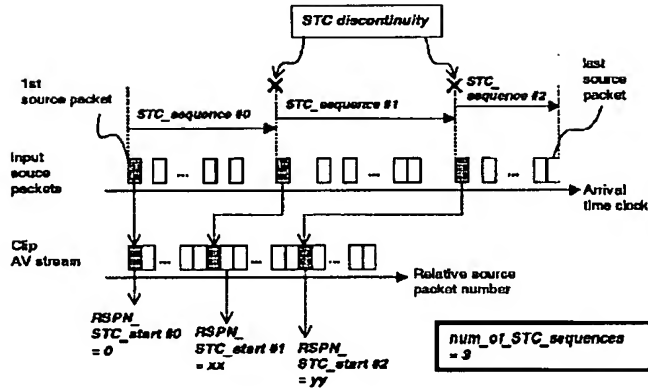 STC discontinuity
1st
source packet
STC_sequence #0
STC_sequence #1
STC_
sequence #2
last
source
packet
Input
souce
packets
...
...
...
Arrival
time clock
Clip
AV stream
...
...
...
Relative source
packet number
RSPN_
STC_start #0
= 0
RSPN_
STC_start #1
= xx
RSPN_
STC_start #2
= yy
num_of_STC_sequences
= 3